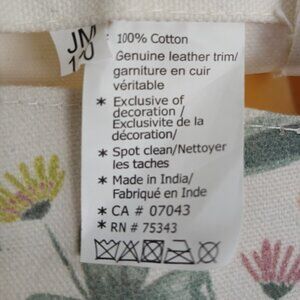 JM
100% Cotton
Genuine leather trim/
garniture en cuir
véritable
* Exclusive of
decoration /
Exclusivite de la
décoration/
* Spot clean/Nettoyer
les taches
* Made in India/
Fabriqué en Inde
* CA # 07043
* RN # 75343